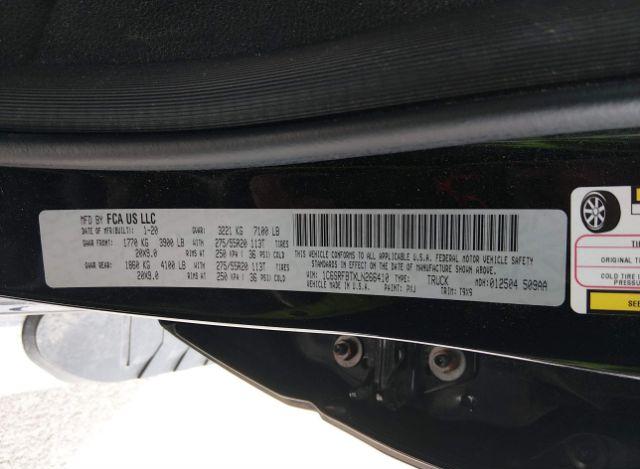 MFD BY FCA US LLC
DATE OF MFR(BUILT): 1-20 GVWR: 3221 KG 7100 LB
GAWR FRONT: 1770 KG 3900 LB WITH 275/55R20 113T TIRES
20X9.0 RIMS AT 250 KPA ( 36 PSI) COLD
GAWR REAR: 1860 KG 4100 LB WITH 275/55R20 113T TIRES
20X9.0 RIMS AT 250 KPA ( 36 PSI) COLD
THIS VEHICLE CONFORMS TO ALL APPLICABLE U.S.A. FEDERAL MOTOR VEHICLE SAFETY
STANDARDS IN EFFECT ON THE DATE OF MANUFACTURE SHOWN ABOVE.
VIN: 1C6SRFBTXLN266410 TYPE: TRUCK MDH:012504 509AA
VEHICLE MADE IN U.S.A. PAINT: PXJ TRIM: T9X9
ORIGINAL TI
COLD TI
PRESSU
SEE